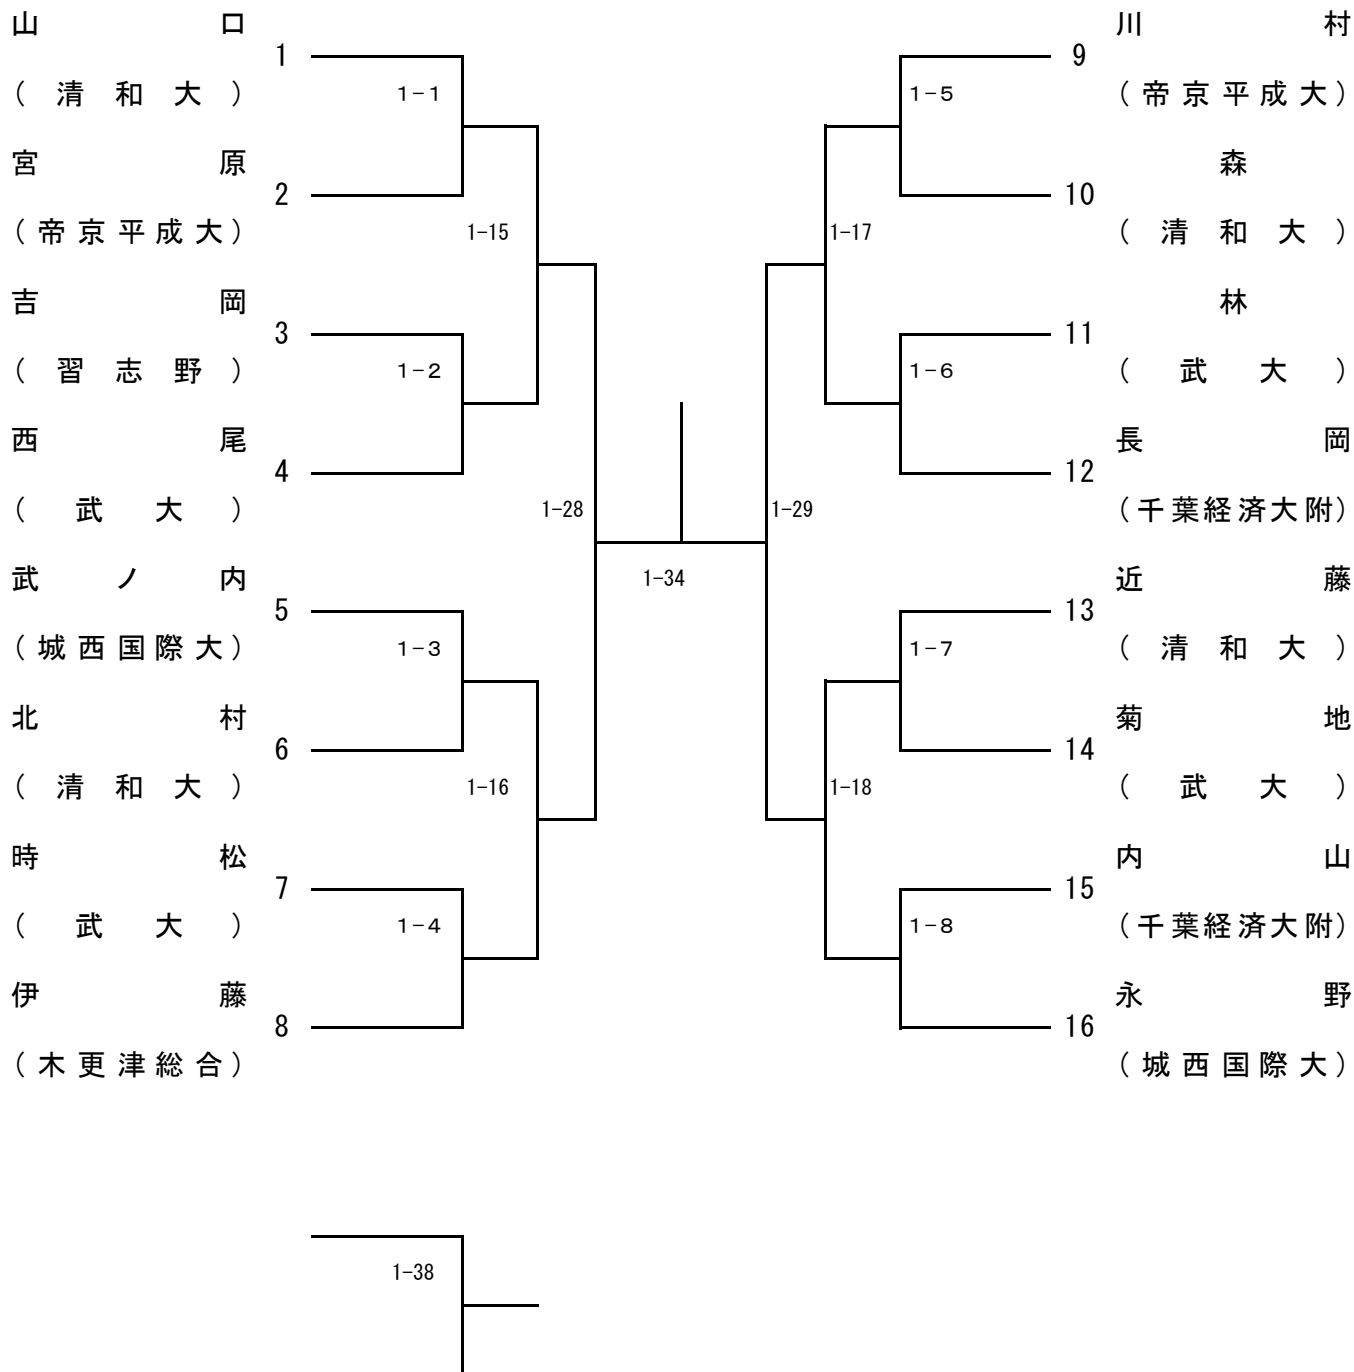 山口
1
(清和大)
1-1
宮原
2
(帝京平成大)
1-15
吉岡
3
(習志野)
1-2
西尾
4
(武大)
1-28
武ノ内
5
(城西国際大)
1-3
北村
6
(清和大)
1-16
時松
7
(武大)
1-4
伊藤
8
(木更津総合)
1-34
川村
9
1-5
(帝京平成大)
森
10
1-17
(清和大)
林
11
1-6
(武大)
長岡
12
1-29
(千葉経済大附)
近藤
13
1-7
(清和大)
菊地
14
1-18
(武大)
内山
15
1-8
(千葉経済大附)
永野
16
(城西国際大)
1-38